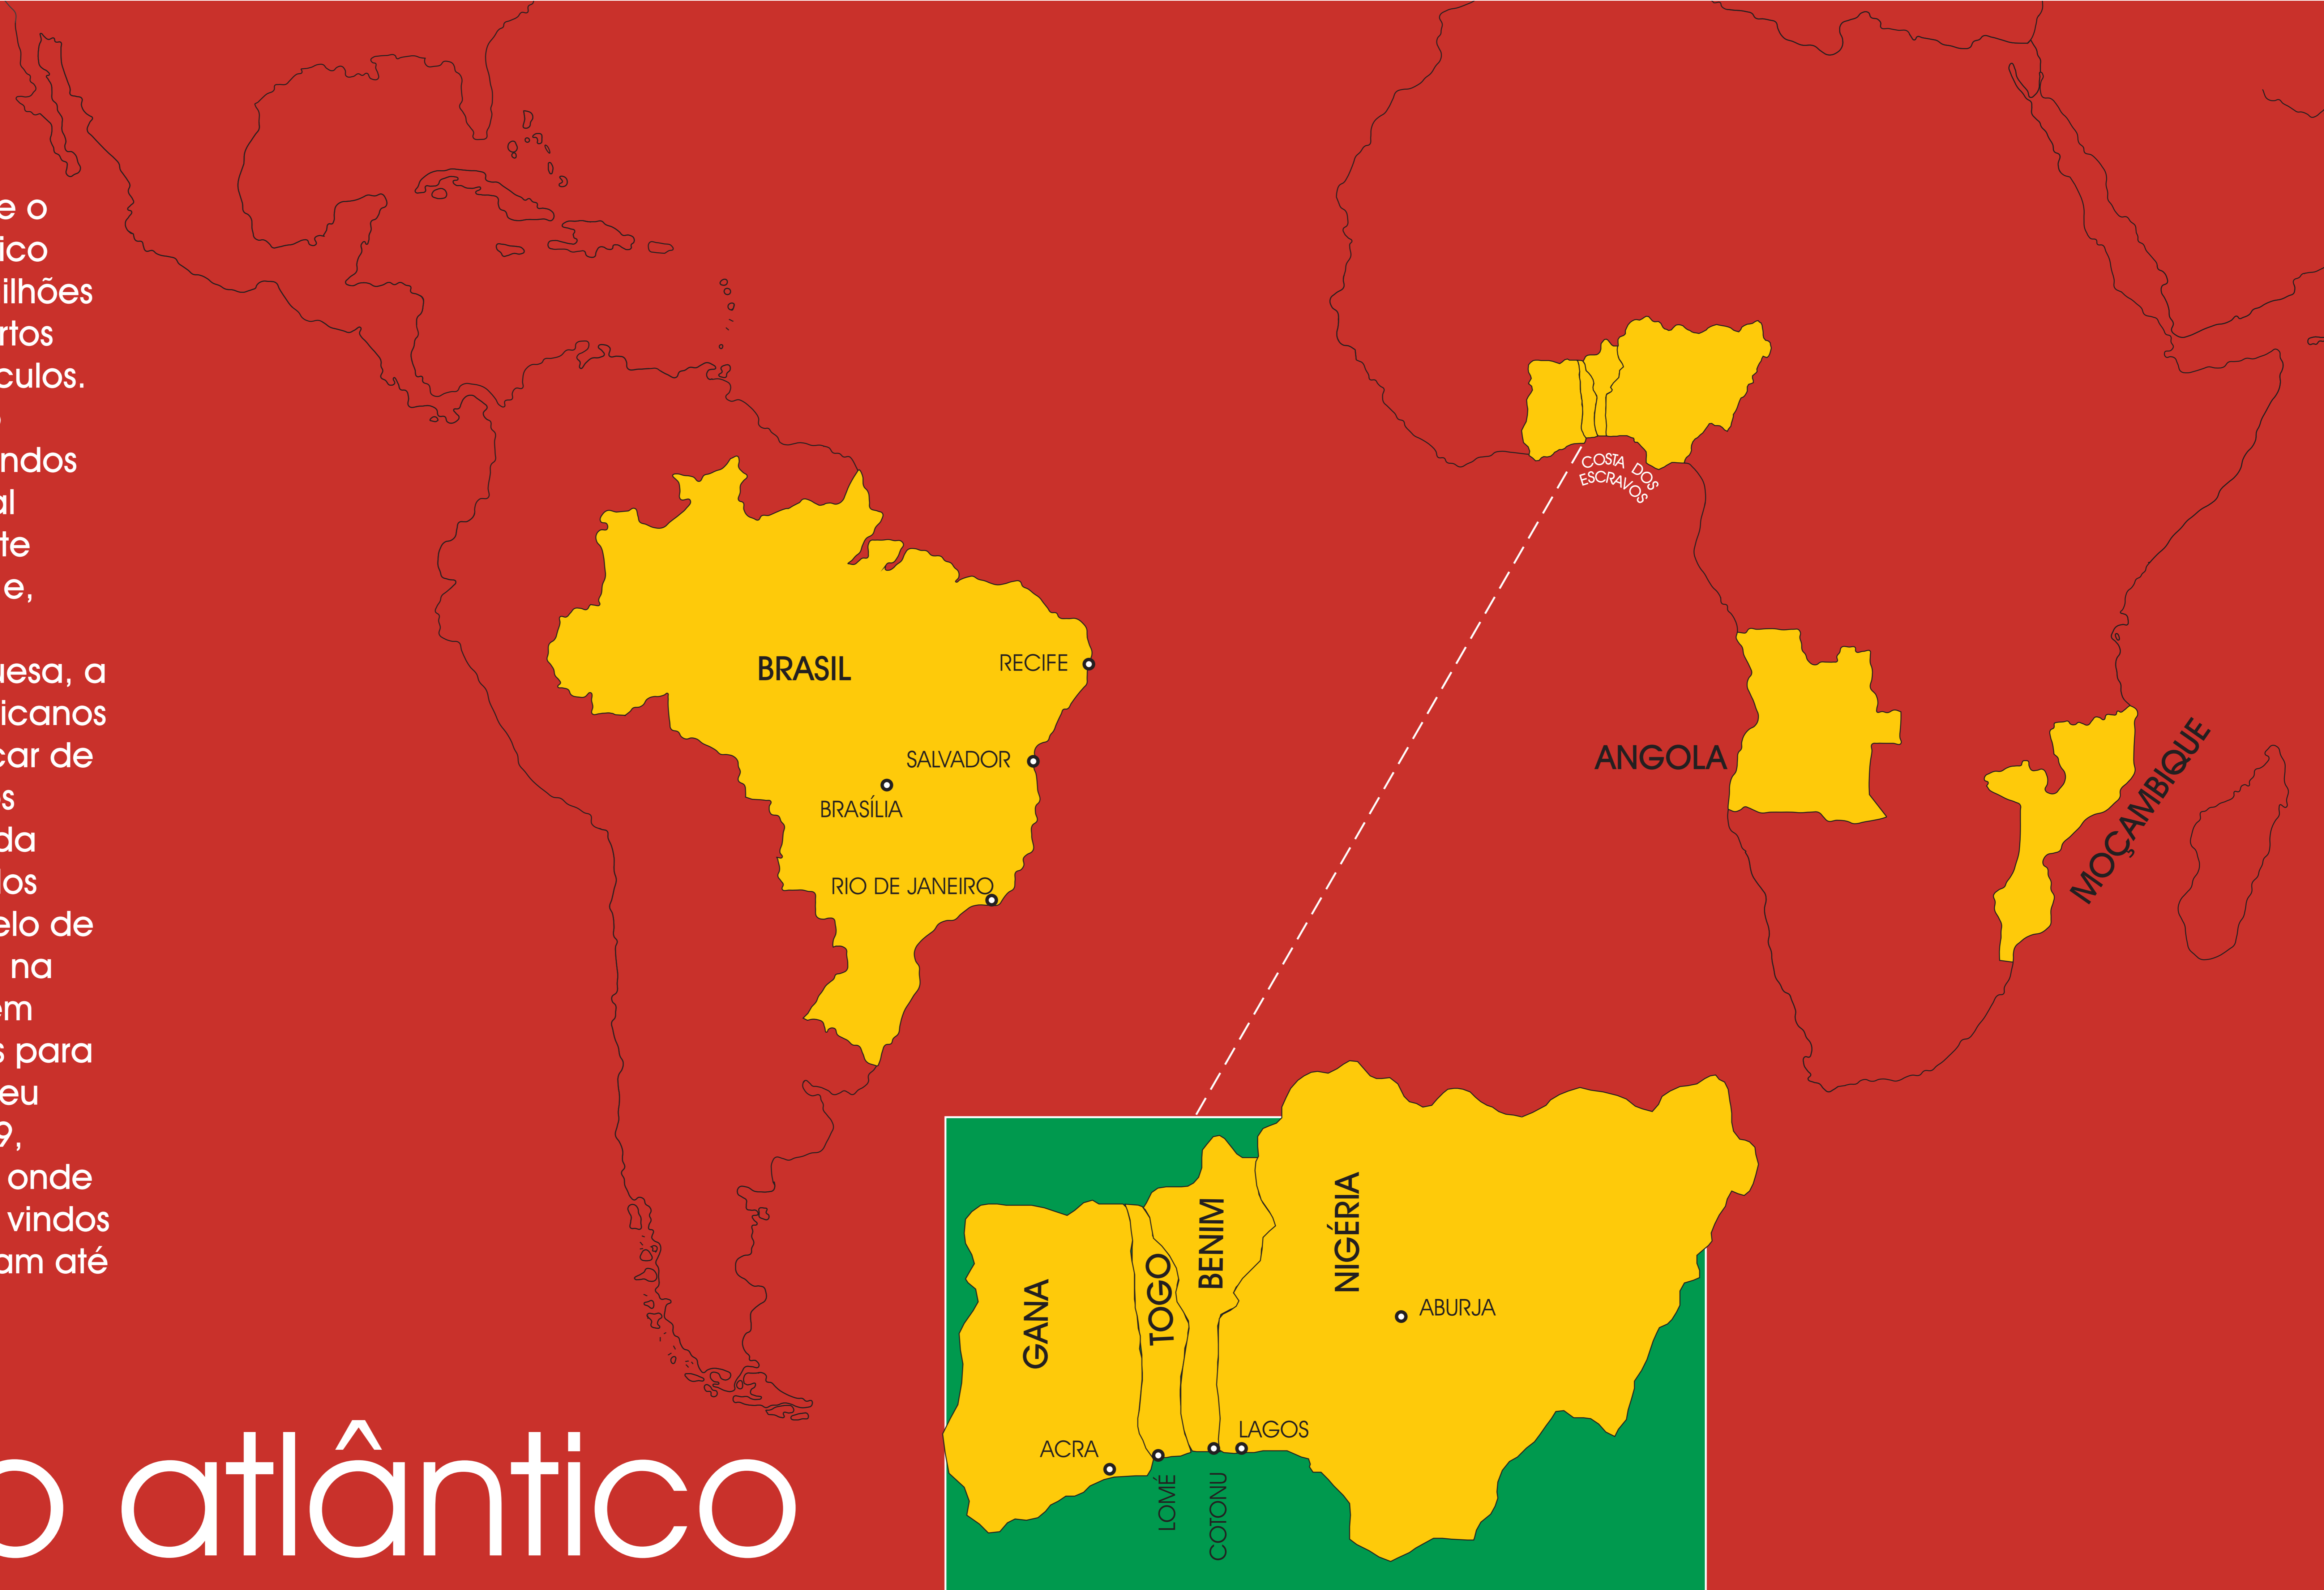 e o
ico
ilhões
rtos
culos.
ndos
al
te
e,
uesa, a
icanos
car de
os
da
los
elo de
na
em
s para
eu
9,
onde
vindos
am até
o atlântico
BRASIL
RECIFE
SALVADOR
BRASÍLIA
RIO DE JANEIRO
COSTA DOS
ESCRAVOS
ANGOLA
MOÇAMBIQUE
GANA
TOGO
BENIM
NIGÉRIA
ABURJA
ACRA
LOMÉ
COTONU
LAGOS